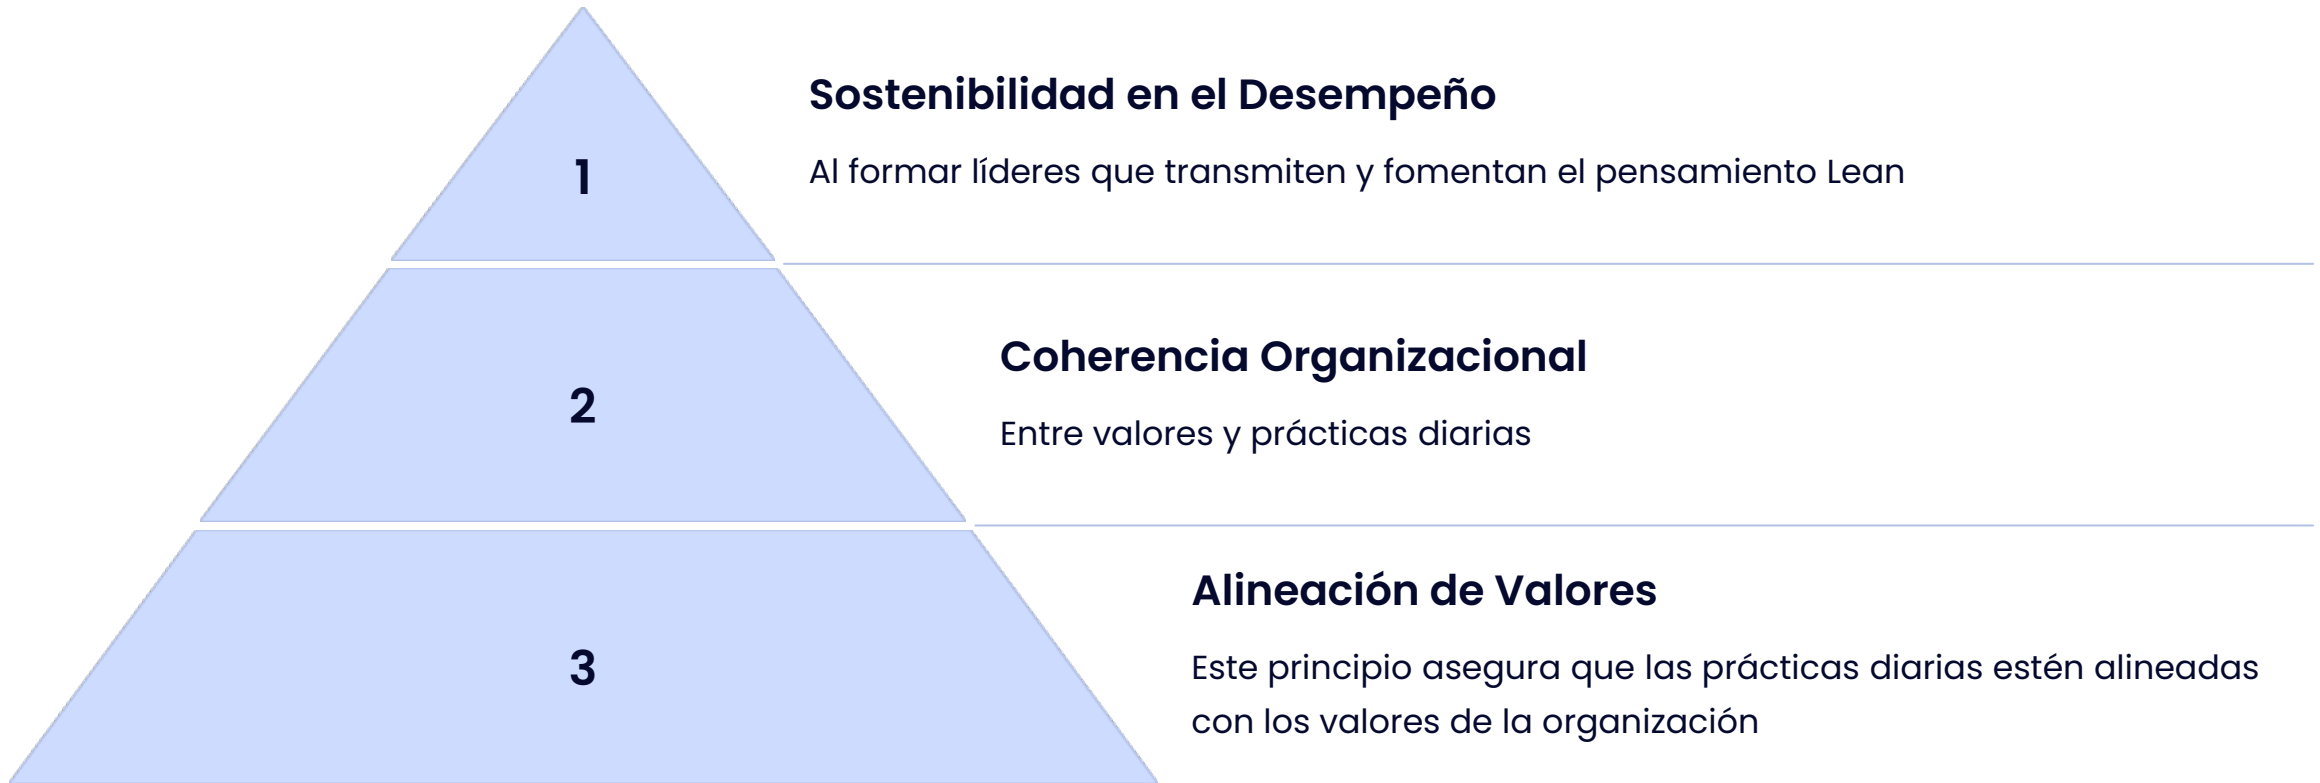 1
Sostenibilidad en el Desempeño
Al formar líderes que transmiten y fomentan el pensamiento Lean
2
Coherencia Organizacional
Entre valores y prácticas diarias
3
Alineación de Valores
Este principio asegura que las prácticas diarias estén alineadas
con los valores de la organización